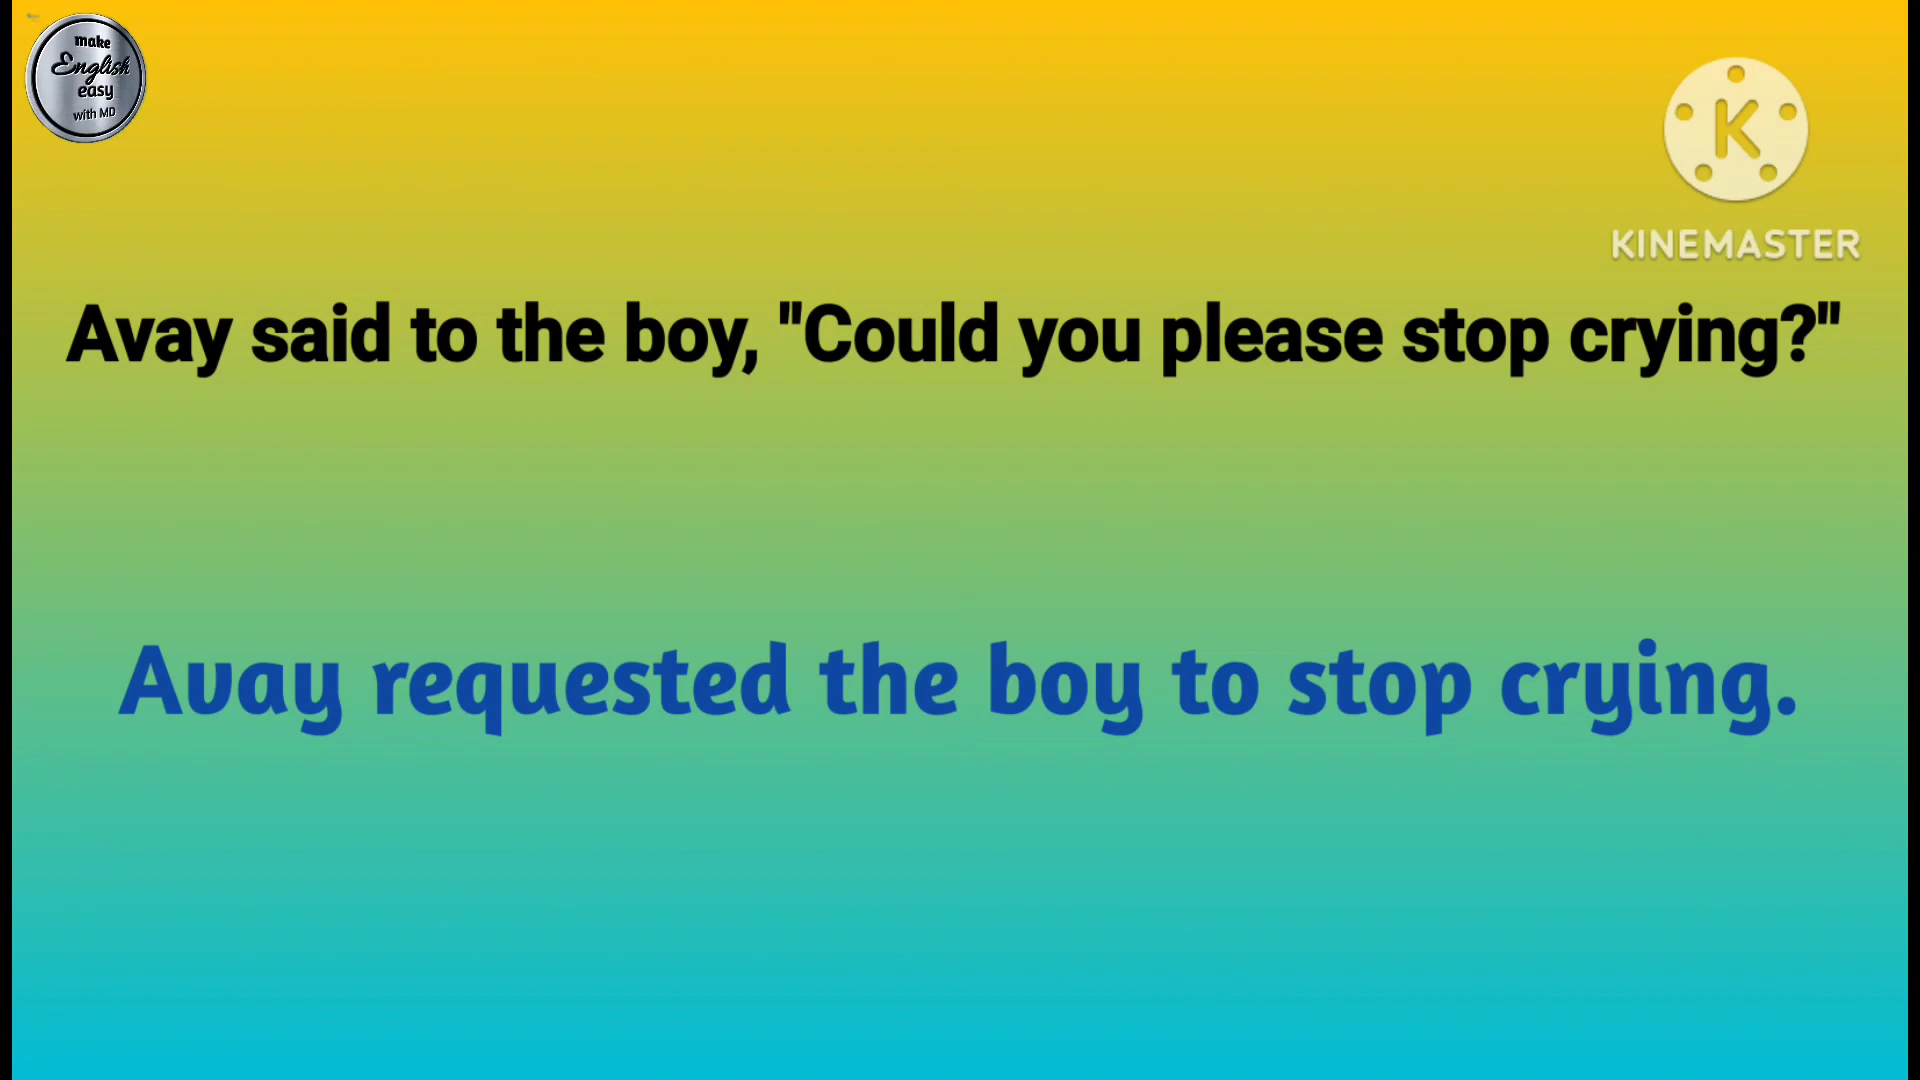 make
English
easy
with MD
K
KINEMASTER
Avay said to the boy, "Could you please stop crying?"
Avay requested the boy to stop crying.